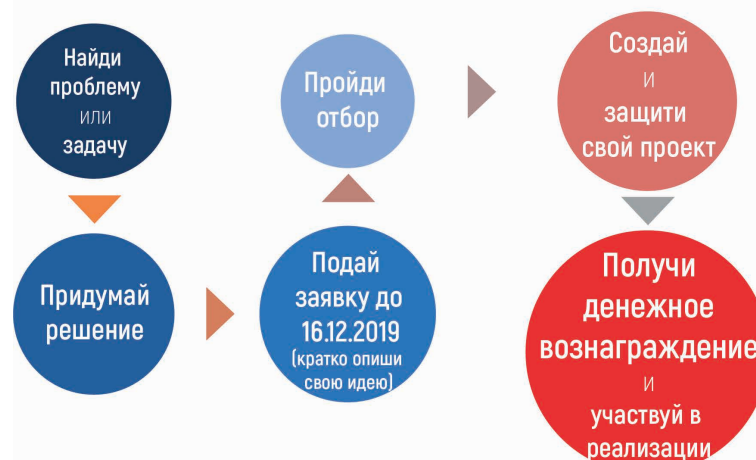 Найди
проблему
или
задачу
Придумай
решение
Подай
заявку до
16.12.2019
(кратко опиши
свою идею)
Пройди
отбор
Создай
и
защити
свой проект
Получи
денежное
вознаграждение
и
участвуй в
реализации